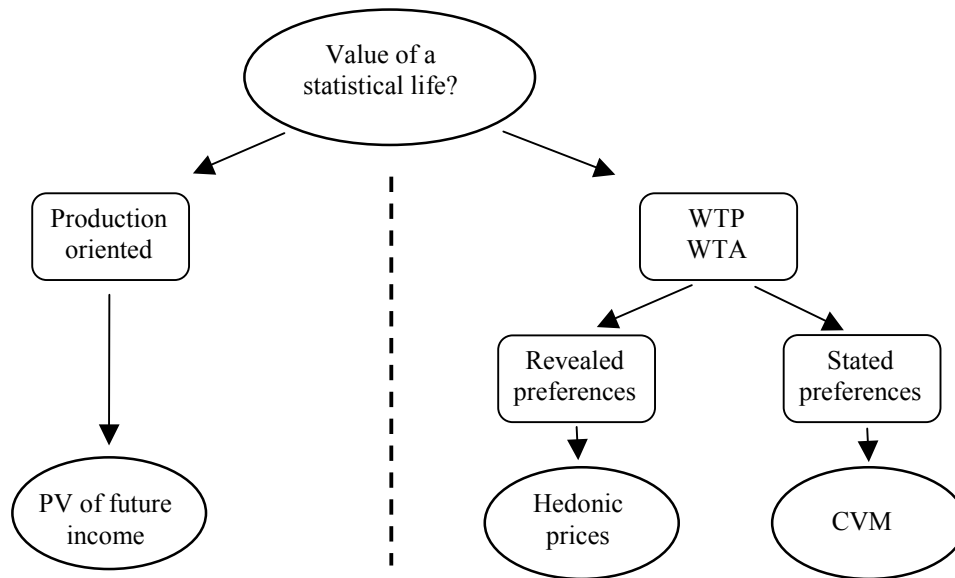 Value of a
statistical life?
Production
oriented
WTP
WTA
Revealed
preferences
Stated
preferences
PV of future
income
Hedonic
prices
CVM